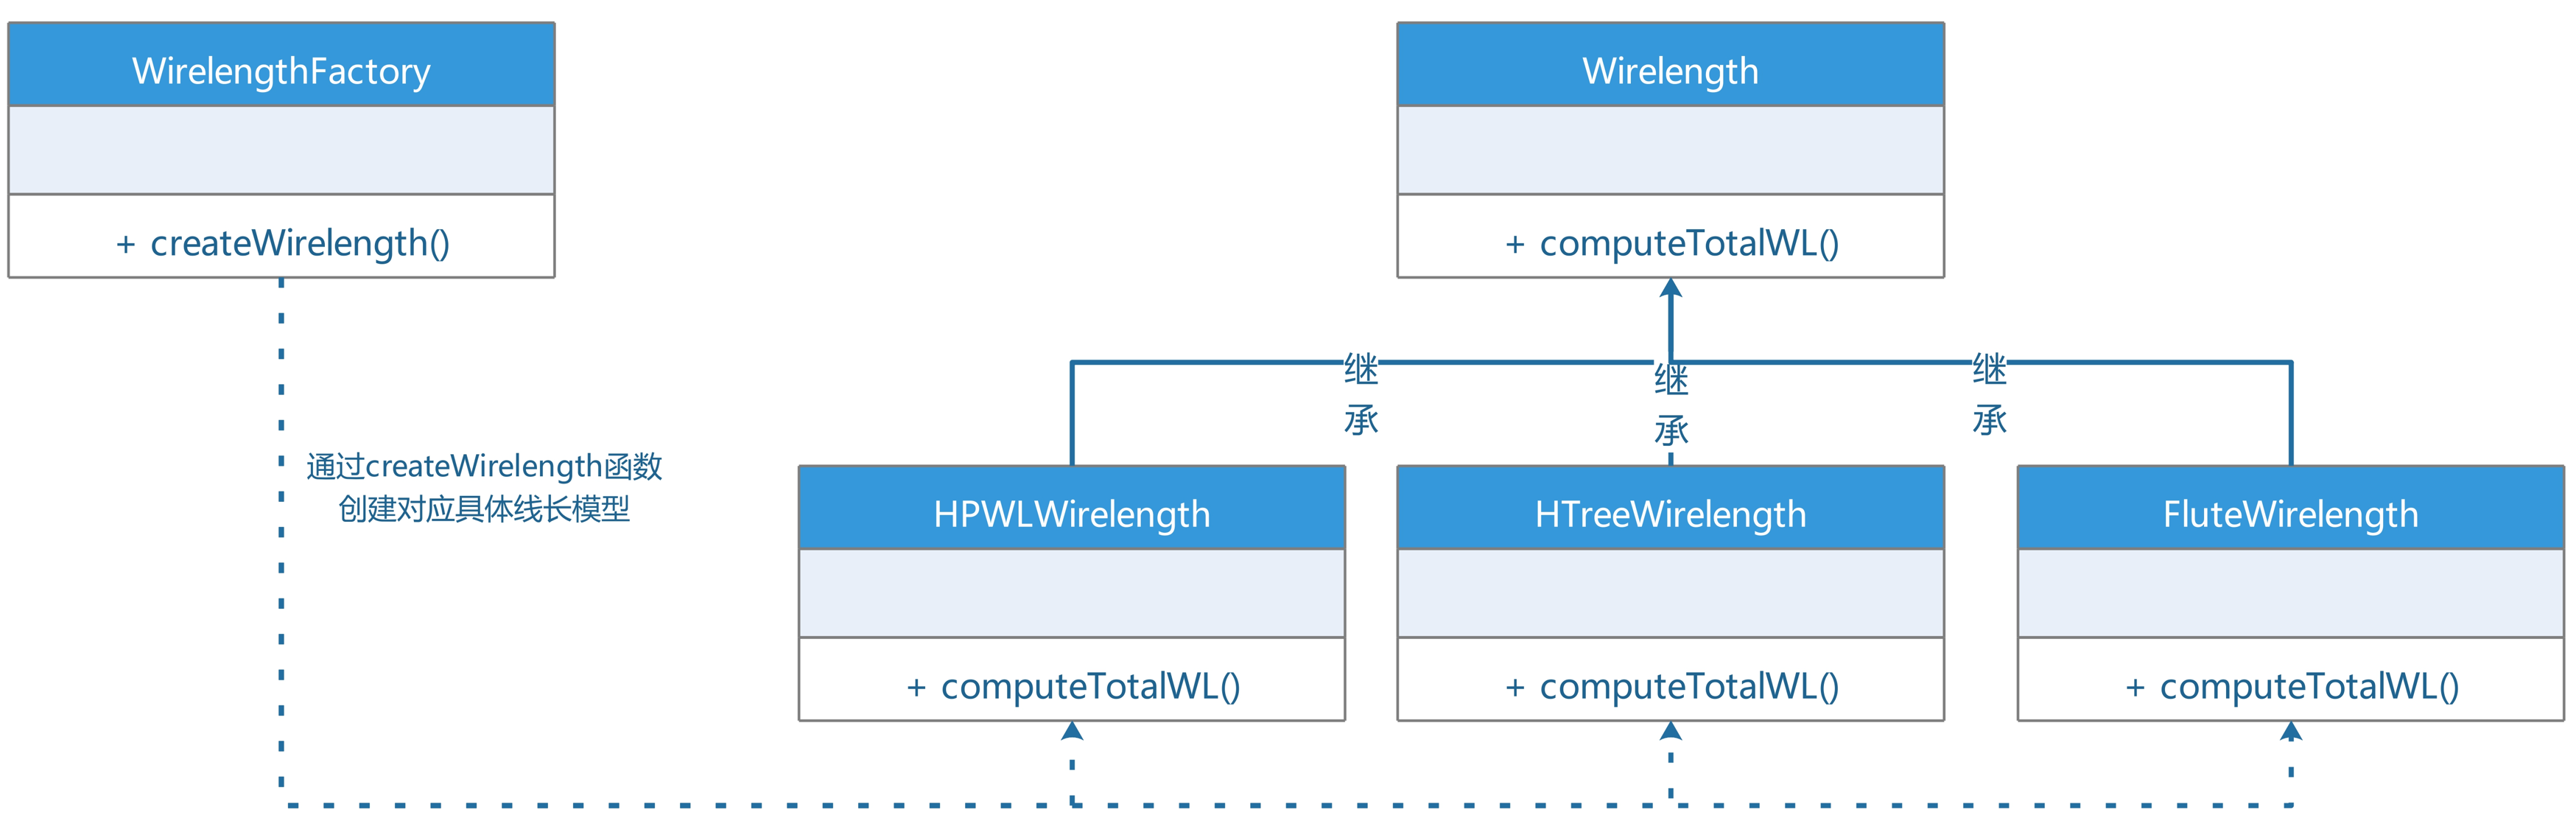 WirelengthFactory
+ createWirelength()
Wirelength
+ computeTotalWL()
通过createWirelength函数
创建对应具体线长模型
继
承
继
承
继
承
HPWLWirelength
+ computeTotalWL()
HTreeWirelength
+ computeTotalWL()
FluteWirelength
+ computeTotalWL()